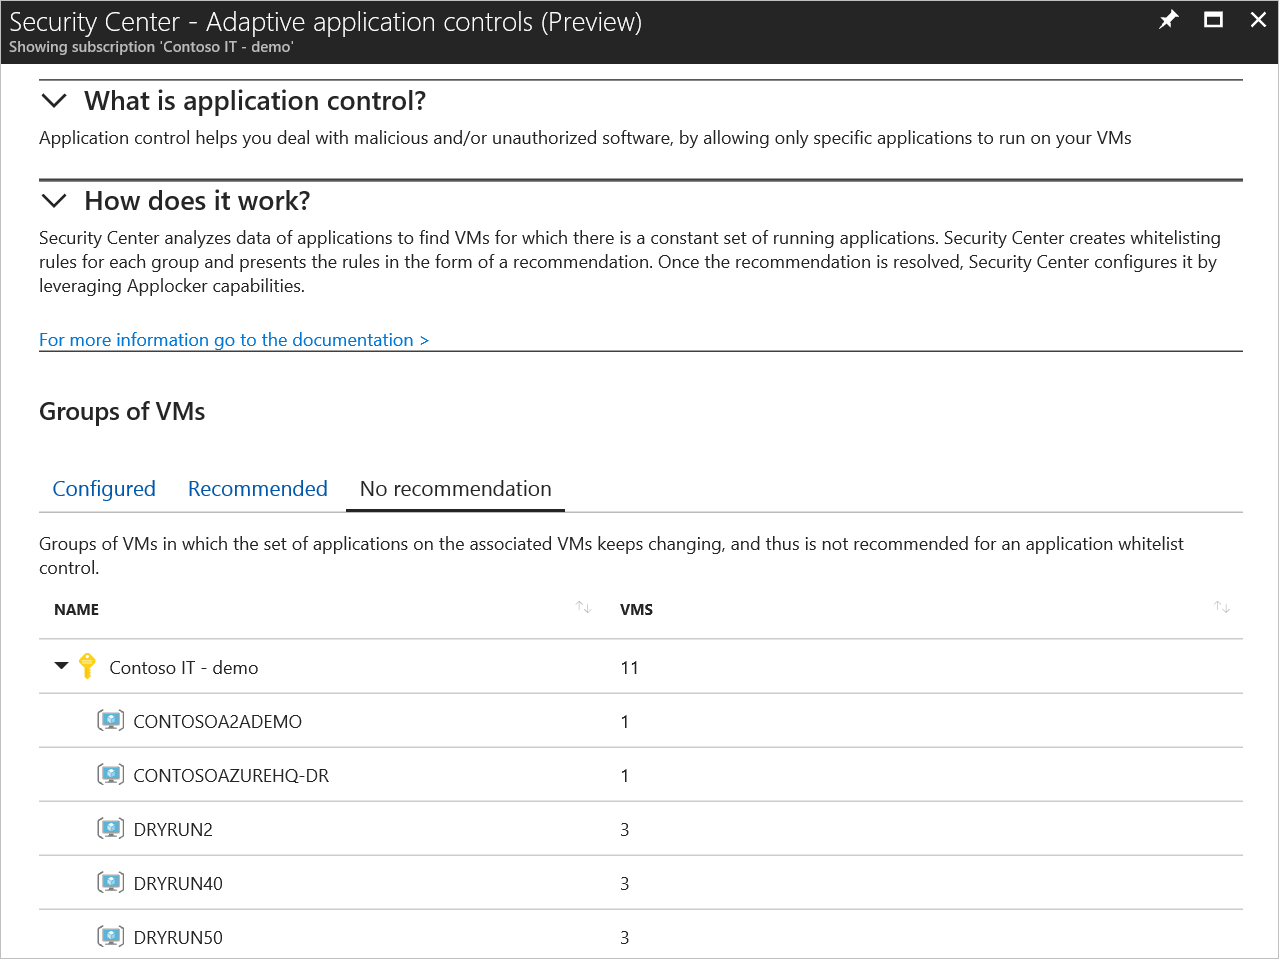 Security Center - Adaptive application controls (Preview)
Showing subscription 'Contoso IT - demo'
What is application control?
Application control helps you deal with malicious and/or unauthorized software, by allowing only specific applications to run on your VMs
How does it work?
Security Center analyzes data of applications to find VMs for which there is a constant set of running applications. Security Center creates whitelisting
rules for each group and presents the rules in the form of a recommendation. Once the recommendation is resolved, Security Center configures it by
leveraging Applocker capabilities.
For more information go to the documentation >
Groups of VMs
Configured Recommended No recommendation
Groups of VMs in which the set of applications on the associated VMs keeps changing, and thus is not recommended for an application whitelist
control.
NAME VMS
Contoso IT - demo 11
CONTOSOA2ADEMO 1
CONTOSOAZUREHQ-DR 1
DRYRUN2 3
DRYRUN40 3
DRYRUN50 3